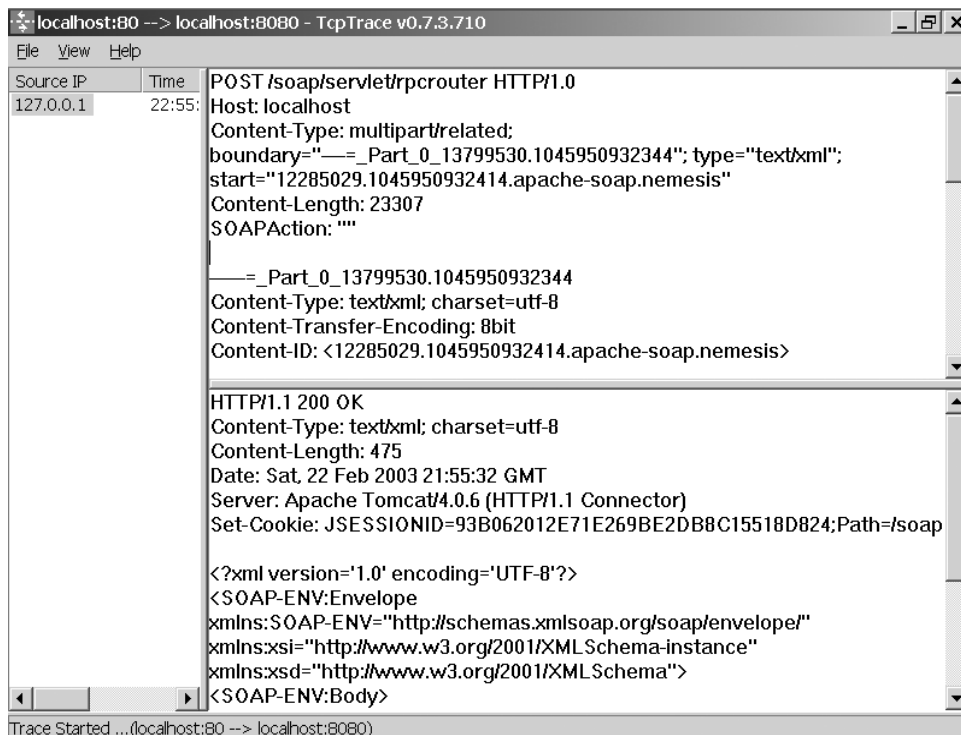 localhost:80 --> localhost:8080 - TcpTrace v0.7.3.710
File View Help
Source IP Time
127.0.0.1 22:55:
POST /soap/servlet/rpcrouter HTTP/1.0
Host: localhost
Content-Type: multipart/related;
boundary="—-=_Part_0_13799530.1045950932344"; type="text/xml";
start="12285029.1045950932414.apache-soap.nemesis"
Content-Length: 23307
SOAPAction: ""
——=_Part_0_13799530.1045950932344
Content-Type: text/xml; charset=utf-8
Content-Transfer-Encoding: 8bit
Content-ID: <12285029.1045950932414.apache-soap.nemesis>
HTTP/1.1 200 OK
Content-Type: text/xml; charset=utf-8
Content-Length: 475
Date: Sat, 22 Feb 2003 21:55:32 GMT
Server: Apache Tomcat/4.0.6 (HTTP/1.1 Connector)
Set-Cookie: JSESSIONID=93B062012E71E269BE2DB8C15518D824;Path=/soap
<?xml version='1.0' encoding='UTF-8'?>
<SOAP-ENV:Envelope
xmlns:SOAP-ENV="http://schemas.xmlsoap.org/soap/envelope/"
xmlns:xsi="http://www.w3.org/2001/XMLSchema-instance"
xmlns:xsd="http://www.w3.org/2001/XMLSchema">
<SOAP-ENV:Body>
Trace Started ...(localhost:80 --> localhost:8080)